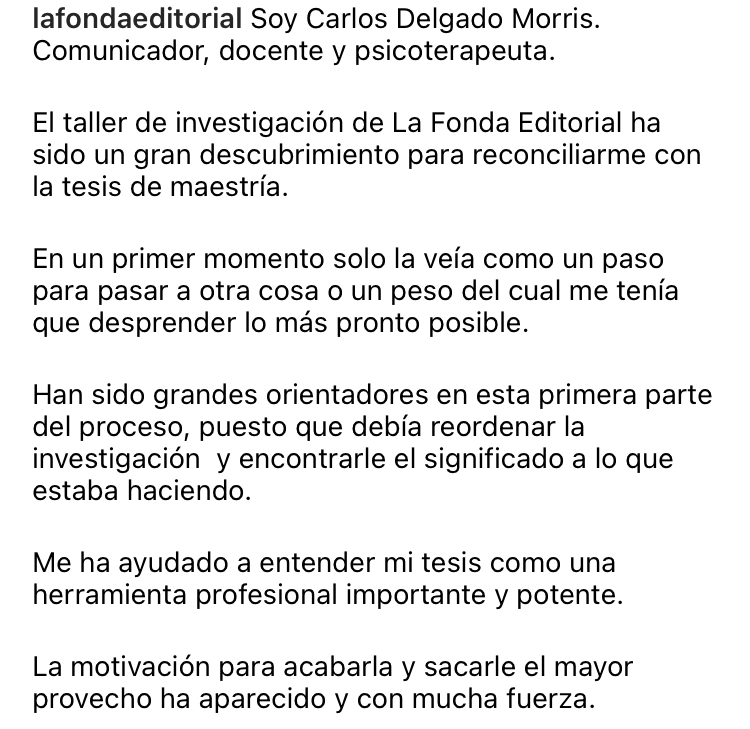 lafondaeditorial Soy Carlos Delgado Morris.
Comunicador, docente y psicoterapeuta.
El taller de investigación de La Fonda Editorial ha
sido un gran descubrimiento para reconciliarme con
la tesis de maestría.
En un primer momento solo la veía como un paso
para pasar a otra cosa o un peso del cual me tenía
que desprender lo más pronto posible.
Han sido grandes orientadores en esta primera parte
del proceso, puesto que debía reordenar la
investigación  y encontrarle el significado a lo que
estaba haciendo.
Me ha ayudado a entender mi tesis como una
herramienta profesional importante y potente.
La motivación para acabarla y sacarle el mayor
provecho ha aparecido y con mucha fuerza.